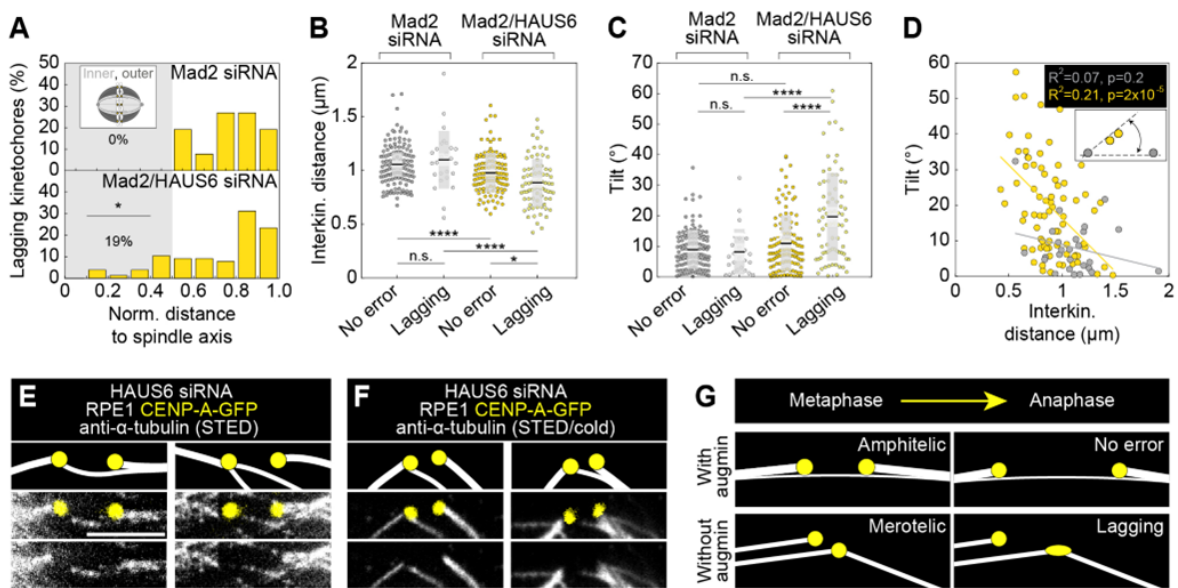 A
Lagging kinetochores (%)
50
40
30
20
10
0
Inner, outer
0%
Mad2 siRNA
40
30
20
10
0
Mad2/HAUS6 siRNA
*
19%
0 0.2 0.4 0.6 0.8 1.0
Norm. distance
to spindle axis
B
Mad2
siRNA
Mad2/HAUS6
siRNA
Interkin. distance (µm)
2
1.5
1
0.5
0
****
n.s.
****
*
No error
Lagging
No error
Lagging
C
Mad2
siRNA
Mad2/HAUS6
siRNA
Tilt (°)
70
60
50
40
30
20
10
0
n.s.
****
n.s.
****
No error
Lagging
No error
Lagging
D
R²=0.07, p=0.2
R²=0.21, p=2x10⁻⁵
Tilt (°)
60
50
40
30
20
10
0
0 0.5 1 1.5 2
Interkin.
distance (µm)
E
HAUS6 siRNA
RPE1 CENP-A-GFP
anti-α-tubulin (STED)
F
HAUS6 siRNA
RPE1 CENP-A-GFP
anti-α-tubulin (STED/cold)
G
Metaphase Anaphase
With
augmin
Amphitelic
No error
Without
augmin
Merotelic
Lagging